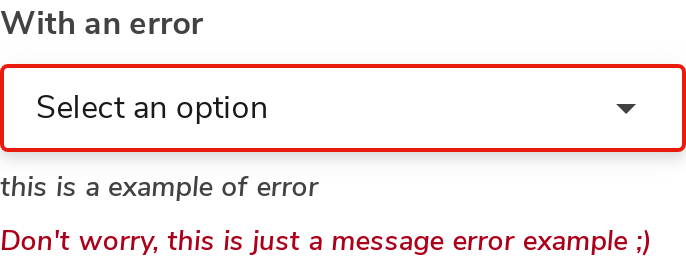 With an error
Select an option
this is a example of error
Don't worry, this is just a message error example ;)